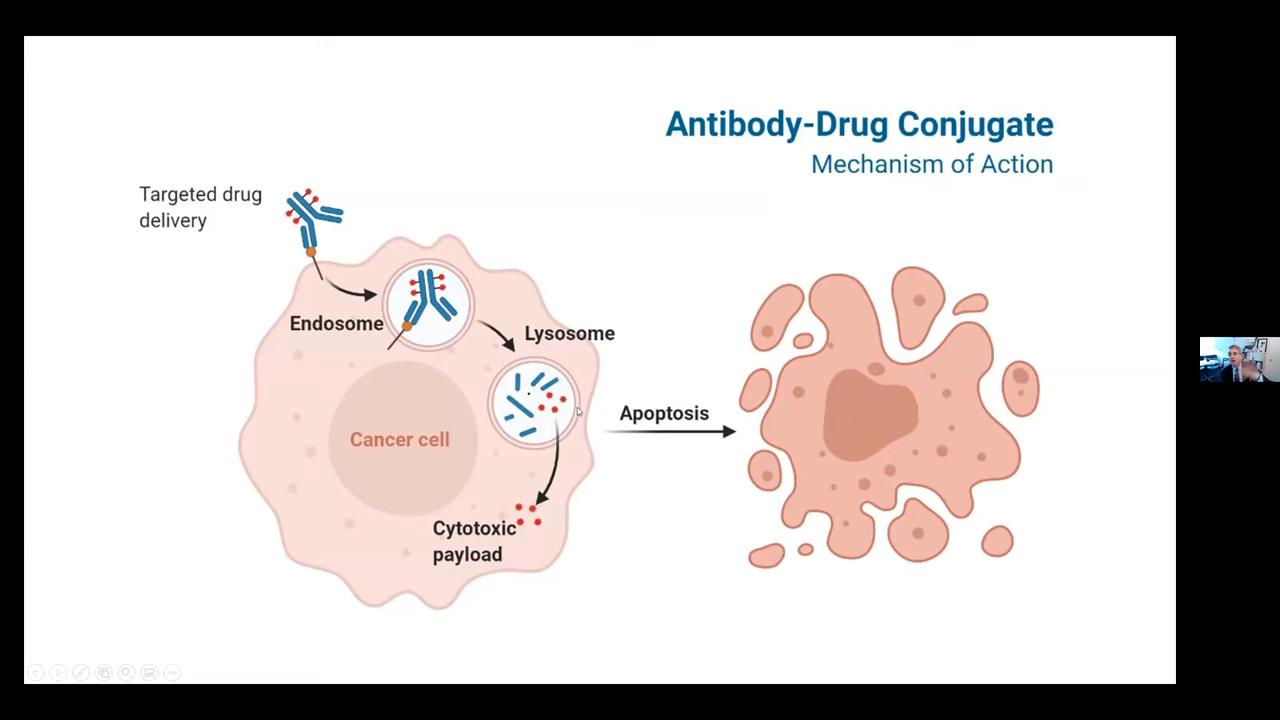 Antibody-Drug Conjugate
Mechanism of Action
Targeted drug
delivery
Endosome
Lysosome
Cancer cell
Apoptosis
Cytotoxic
payload